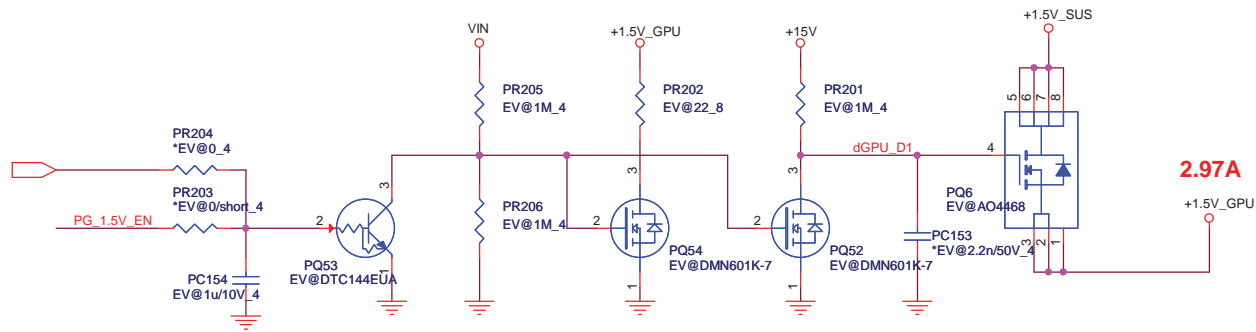 VIN
+1.5V_GPU
+15V
+1.5V_SUS
PR205
EV@1M_4
PR202
EV@22_8
PR201
EV@1M_4
5
6
7
8
PR204
*EV@0_4
dGPU_D1
4
2.97A
PR203
*EV@0/short_4
3
3
3
PQ6
EV@AO4468
+1.5V_GPU
PG_1.5V_EN
2
PR206
EV@1M_4
2
2
PQ54
EV@DMN601K-7
PQ52
EV@DMN601K-7
PC153
*EV@2.2n/50V_4
3
2
1
PQ53
EV@DTC144EUA
PC154
EV@1u/10V_4
1
1
1